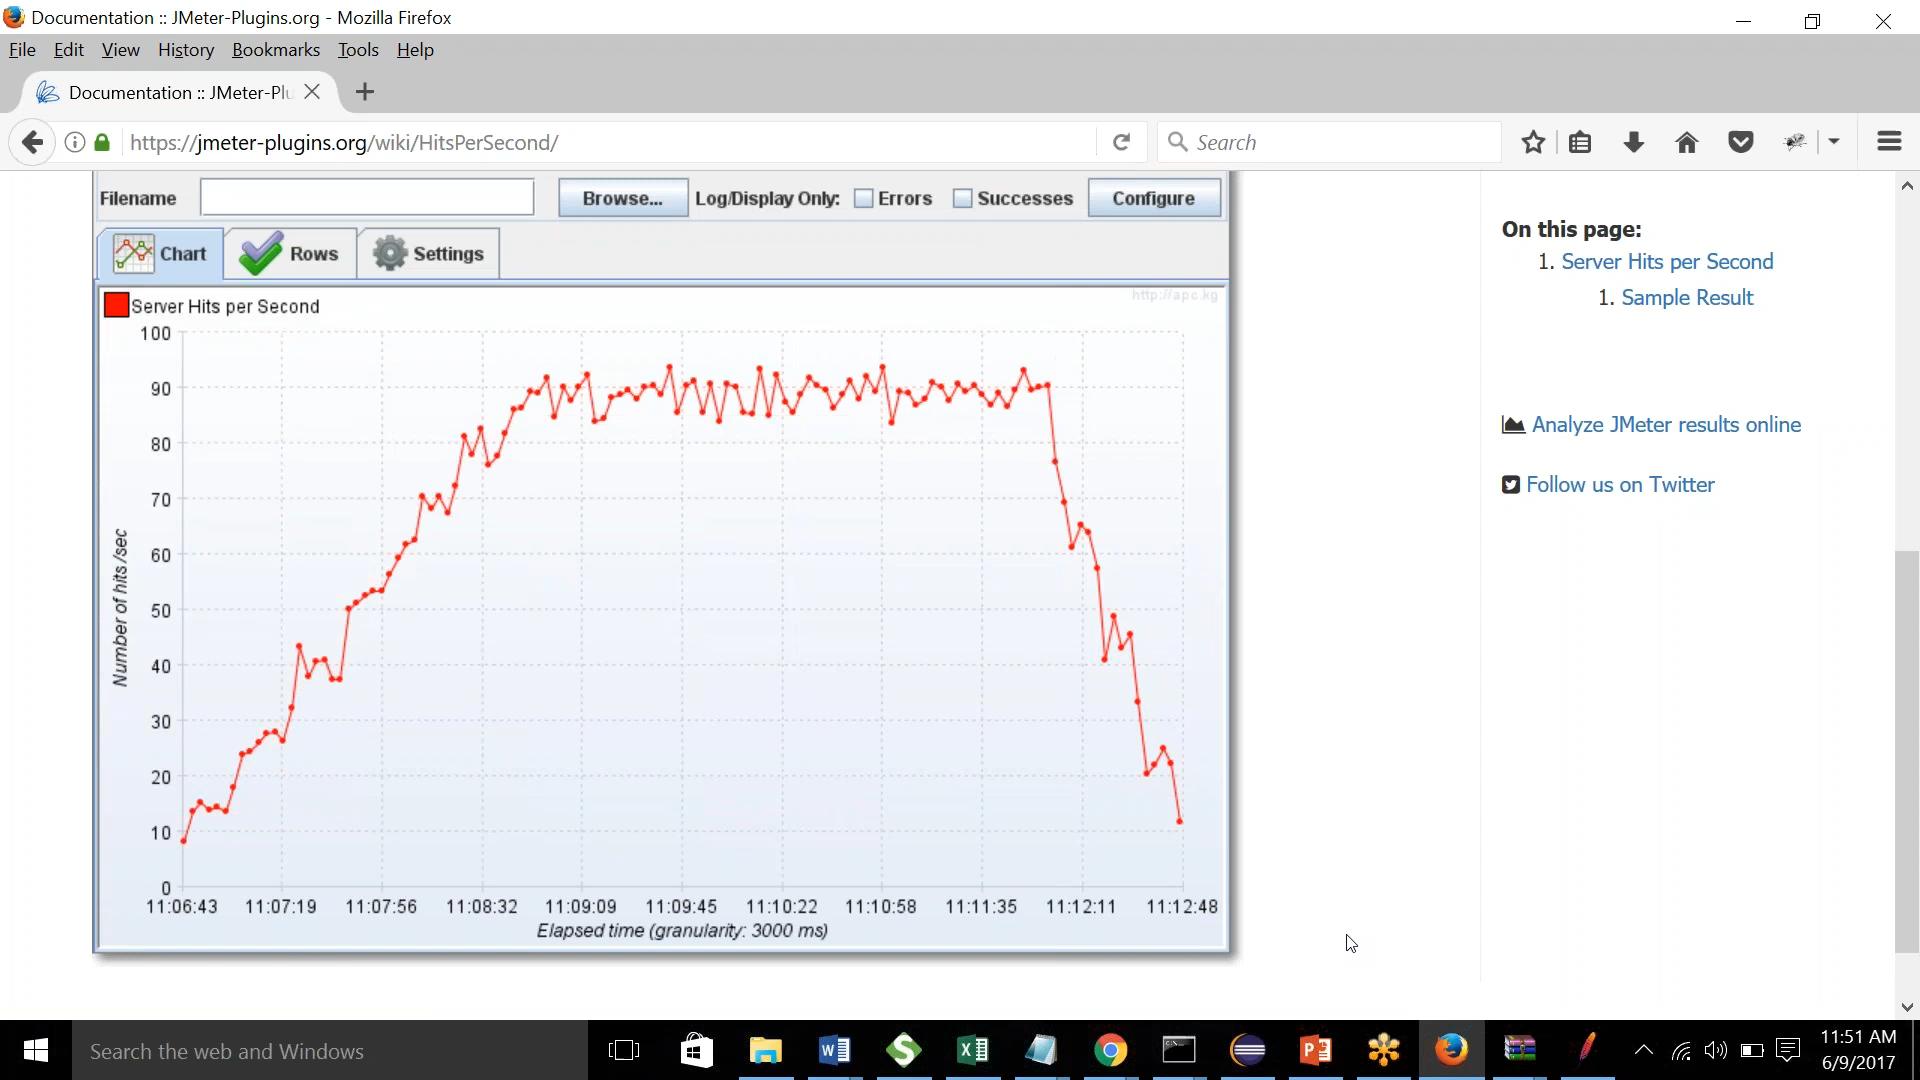 Documentation :: JMeter-Plugins.org - Mozilla Firefox
File Edit View History Bookmarks Tools Help
Documentation :: JMeter-Plu
https://jmeter-plugins.org/wiki/HitsPerSecond/
Search
Filename Browse... Log/Display Only: Errors Successes Configure
Chart Rows Settings
Server Hits per Second
http://apc.kg
100
90
80
70
60
50
40
30
20
10
0
Number of hits /sec
11:06:43 11:07:19 11:07:56 11:08:32 11:09:09 11:09:45 11:10:22 11:10:58 11:11:35 11:12:11 11:12:48
Elapsed time (granularity: 3000 ms)
On this page:
1. Server Hits per Second
1. Sample Result
Analyze JMeter results online
Follow us on Twitter
Search the web and Windows
11:51 AM
6/9/2017